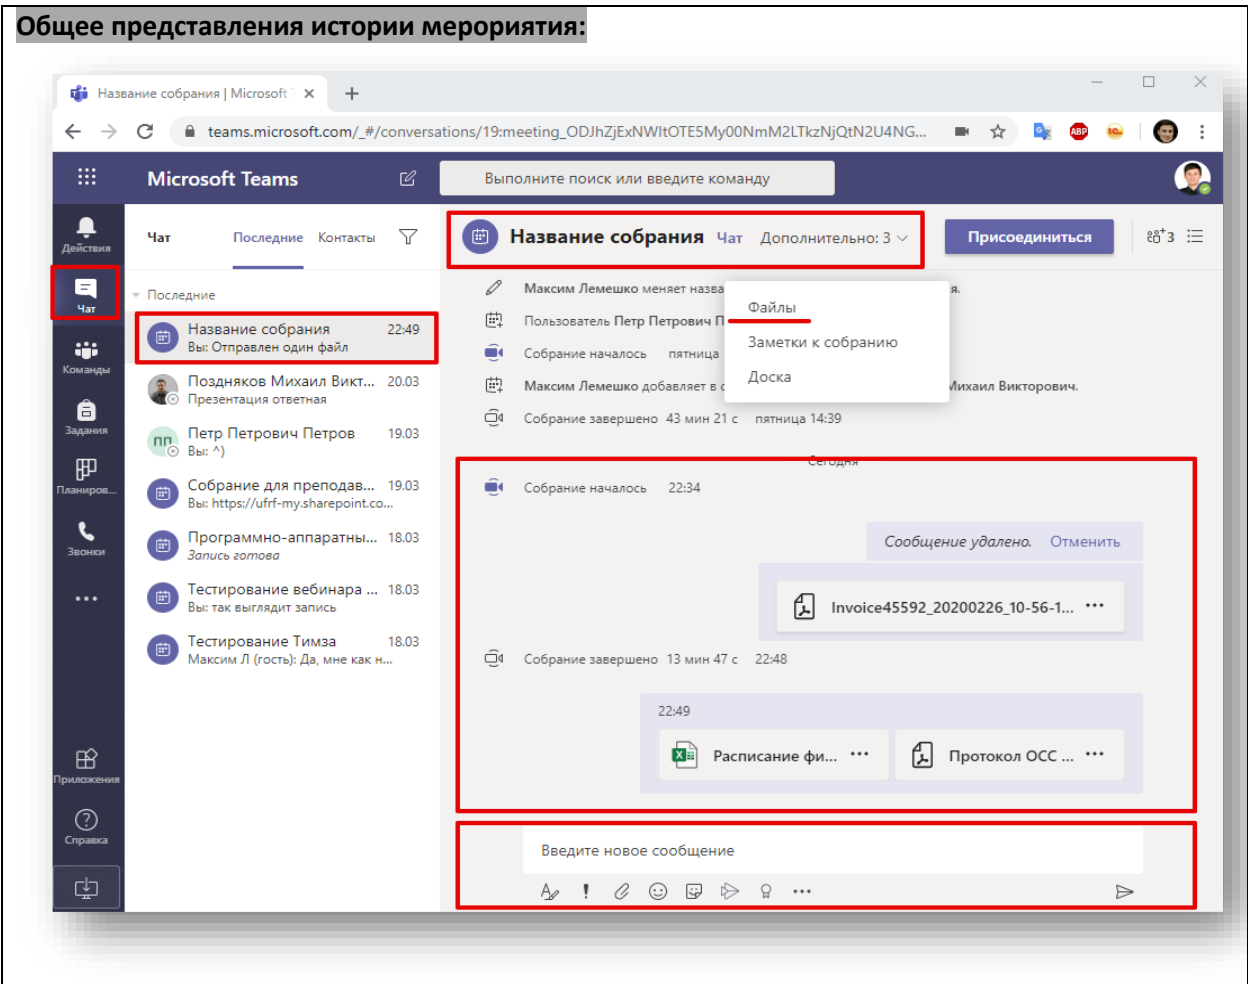 Общее представления истории мерориятия:
Название собрания | Microsoft T
teams.microsoft.com/_#/conversations/19:meeting_ODJhZjExNWItOTE5My00NmM2LTkzNjQtN2U4NG...
ABP
1С
Microsoft Teams
Выполните поиск или введите команду
Действия
Чат
Команды
Задания
Планиров...
Звонки
Приложения
Справка
Чат Последние Контакты
Последние
Название собрания 22:49
Вы: Отправлен один файл
Поздняков Михаил Викт... 20.03
Презентация ответная
ПП
Петр Петрович Петров 19.03
Вы: ^)
Собрание для преподав... 19.03
Вы: https://ufrf-my.sharepoint.co...
Программно-аппаратны... 18.03
Запись готова
Тестирование вебинара ... 18.03
Вы: так выглядит запись
Тестирование Тимза 18.03
Максим Л (гость): Да, мне как н...
Название собрания Чат Дополнительно: 3
Присоединиться
3
Файлы
Заметки к собранию
Доска
Максим Лемешко меняет назва я.
Пользователь Петр Петрович П
Собрание началось пятница
Максим Лемешко добавляет в Михаил Викторович.
Собрание завершено 43 мин 21 с пятница 14:39
Сегодня
Собрание началось 22:34
Сообщение удалено. Отменить
Invoice45592_20200226_10-56-1... ···
Собрание завершено 13 мин 47 с 22:48
22:49
Расписание фи... ···
Протокол ОСС ... ···
Введите новое сообщение